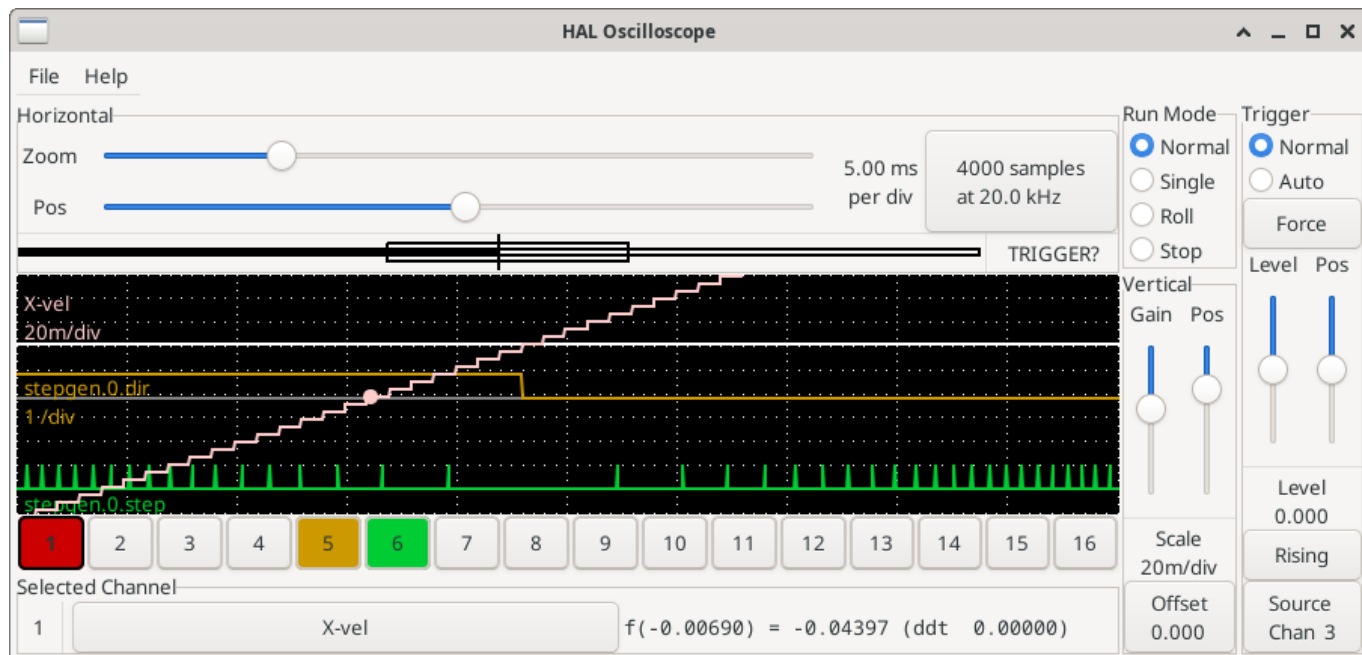 HAL Oscilloscope
File Help
Horizontal
Zoom
Pos
5.00 ms
per div
4000 samples
at 20.0 kHz
TRIGGER?
X-vel
20m/div
stepgen.0.dir
1 /div
stepgen.0.step
1 2 3 4 5 6 7 8 9 10 11 12 13 14 15 16
Selected Channel
1 X-vel f(-0.00690) = -0.04397 (ddt  0.00000)
Run Mode
Normal
Single
Roll
Stop
Vertical
Gain Pos
Scale
20m/div
Offset
0.000
Trigger
Normal
Auto
Force
Level Pos
Level
0.000
Rising
Source
Chan 3